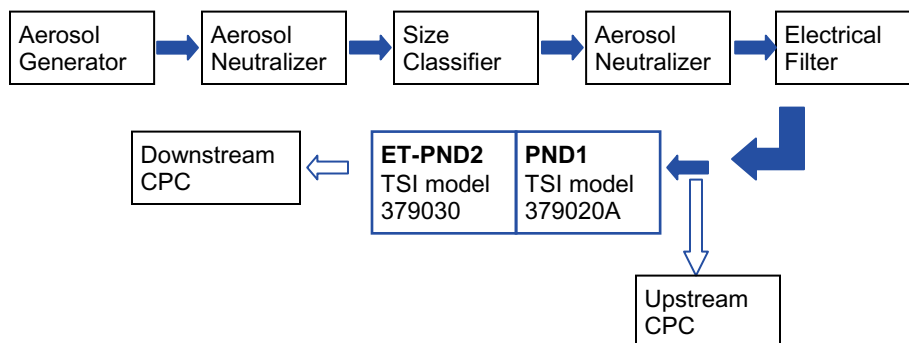 Aerosol
Generator
Aerosol
Neutralizer
Size
Classifier
Aerosol
Neutralizer
Electrical
Filter
Downstream
CPC
ET-PND2
TSI model
379030
PND1
TSI model
379020A
Upstream
CPC